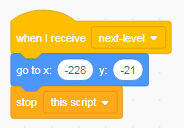 when I receive next-level
go to x: -228 y: -21
stop this script